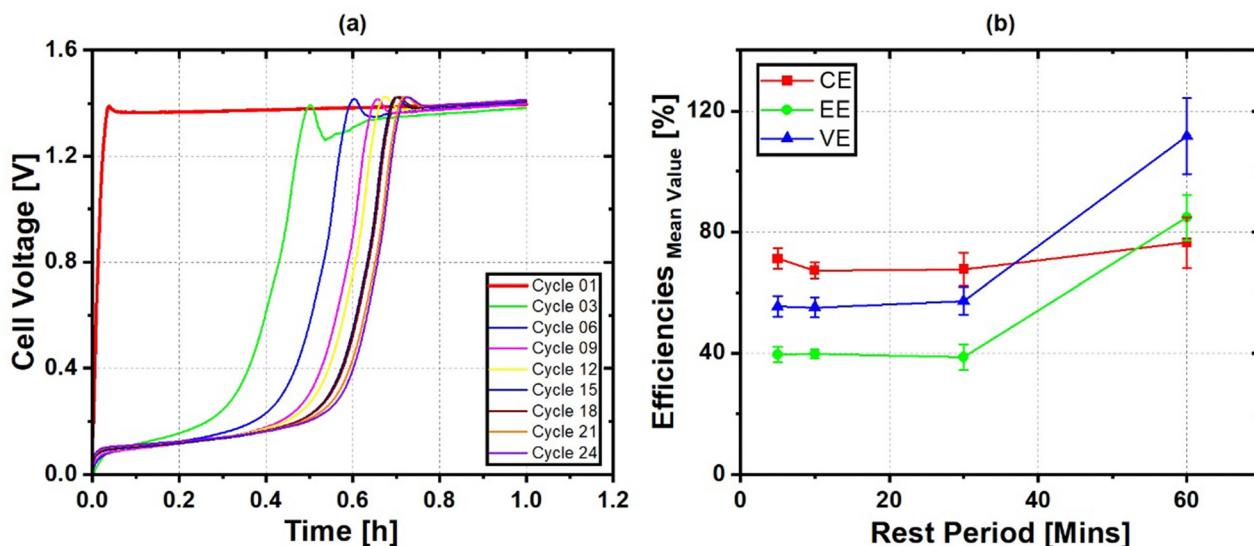 (a)
Cell Voltage [V]
1.6
1.2
0.8
0.4
0.0
Cycle 01
Cycle 03
Cycle 06
Cycle 09
Cycle 12
Cycle 15
Cycle 18
Cycle 21
Cycle 24
0.0 0.2 0.4 0.6 0.8 1.0 1.2
Time [h]
(b)
Efficiencies Mean Value [%]
120
80
40
0
CE
EE
VE
0 20 40 60
Rest Period [Mins]